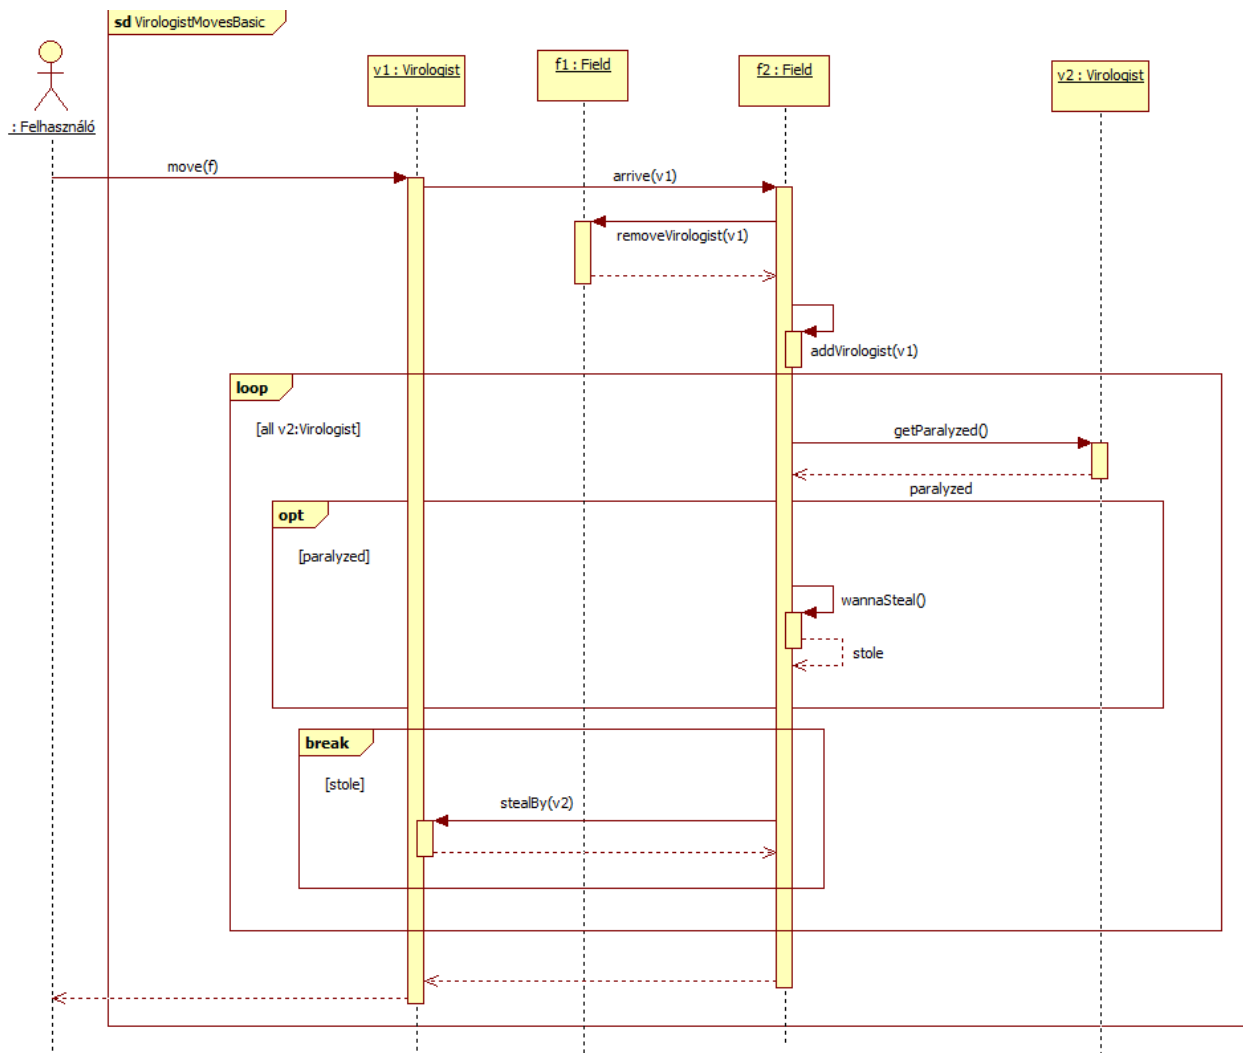 sd VirologistMovesBasic
: Felhasználó
v1 : Virologist
f1 : Field
f2 : Field
v2 : Virologist
move(f)
arrive(v1)
removeVirologist(v1)
addVirologist(v1)
loop
[all v2:Virologist]
getParalyzed()
paralyzed
opt
[paralyzed]
wannaSteal()
stole
break
[stole]
stealBy(v2)